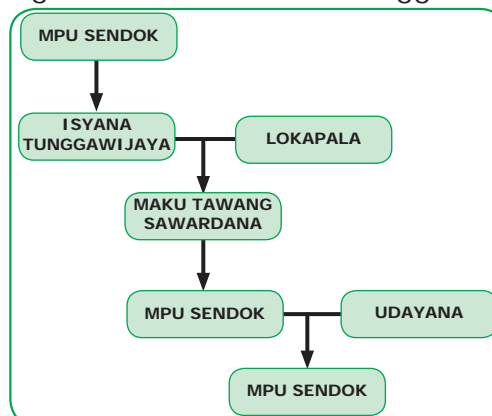 MPU SENDOK
ISYANA
TUNGGAWIJAYA
LOKAPALA
MAKU TAWANG
SAWARDANA
MPU SENDOK
UDAYANA
MPU SENDOK